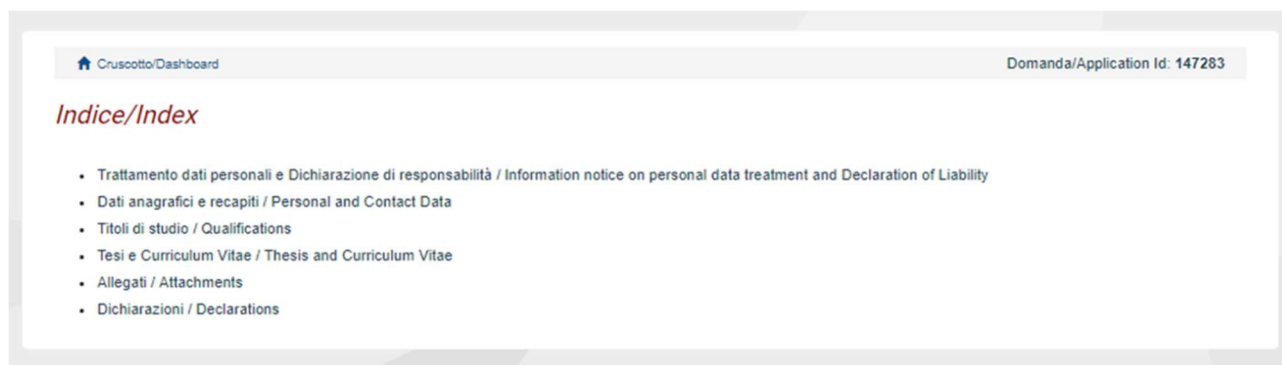 Cruscotto/Dashboard Domanda/Application Id: 147283
Indice/Index
• Trattamento dati personali e Dichiarazione di responsabilità / Information notice on personal data treatment and Declaration of Liability
• Dati anagrafici e recapiti / Personal and Contact Data
• Titoli di studio / Qualifications
• Tesi e Curriculum Vitae / Thesis and Curriculum Vitae
• Allegati / Attachments
• Dichiarazioni / Declarations